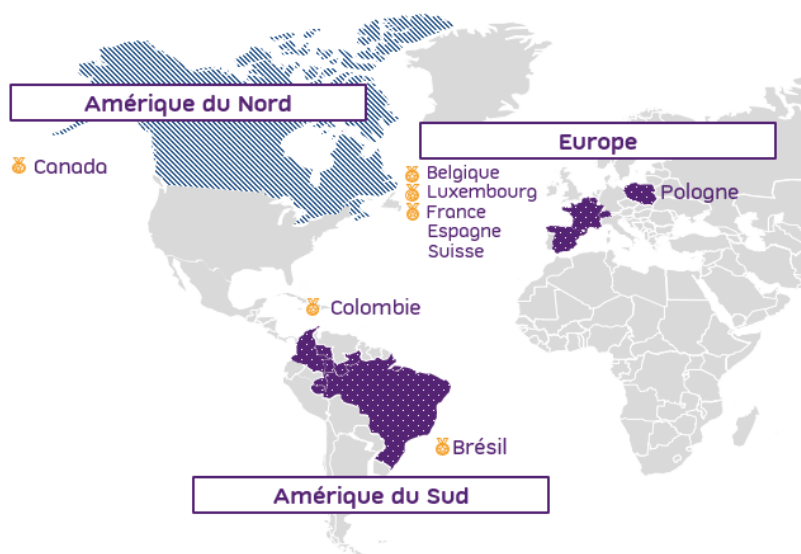 Amérique du Nord
Canada
Europe
Belgique
Luxembourg
France
Espagne
Suisse
Pologne
Colombie
Brésil
Amérique du Sud